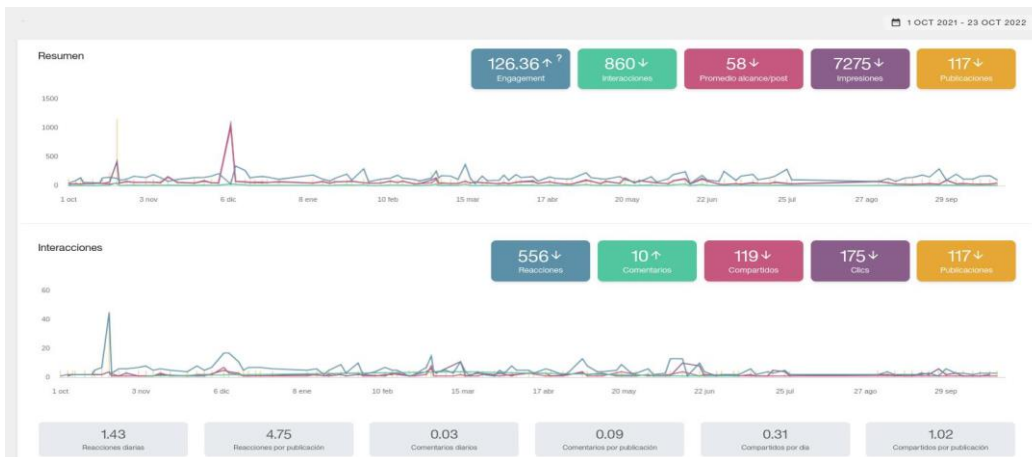 1 OCT 2021 - 23 OCT 2022
Resumen
126.36 ↑ ?
Engagement
860 ↓
Interacciones
58 ↓
Promedio alcance/post
7275 ↓
Impresiones
117 ↓
Publicaciones
1500
1000
500
0
1 oct 3 nov 6 dic 8 ene 10 feb 15 mar 17 abr 20 may 22 jun 25 jul 27 ago 29 sep
Interacciones
556 ↓
Reacciones
10 ↑
Comentarios
119 ↓
Compartidos
175 ↓
Clics
117 ↓
Publicaciones
60
40
20
0
1 oct 3 nov 6 dic 8 ene 10 feb 15 mar 17 abr 20 may 22 jun 25 jul 27 ago 29 sep
1.43
Reacciones diarias
4.75
Reacciones por publicación
0.03
Comentarios diarios
0.09
Comentarios por publicación
0.31
Compartidos por día
1.02
Compartidos por publicación